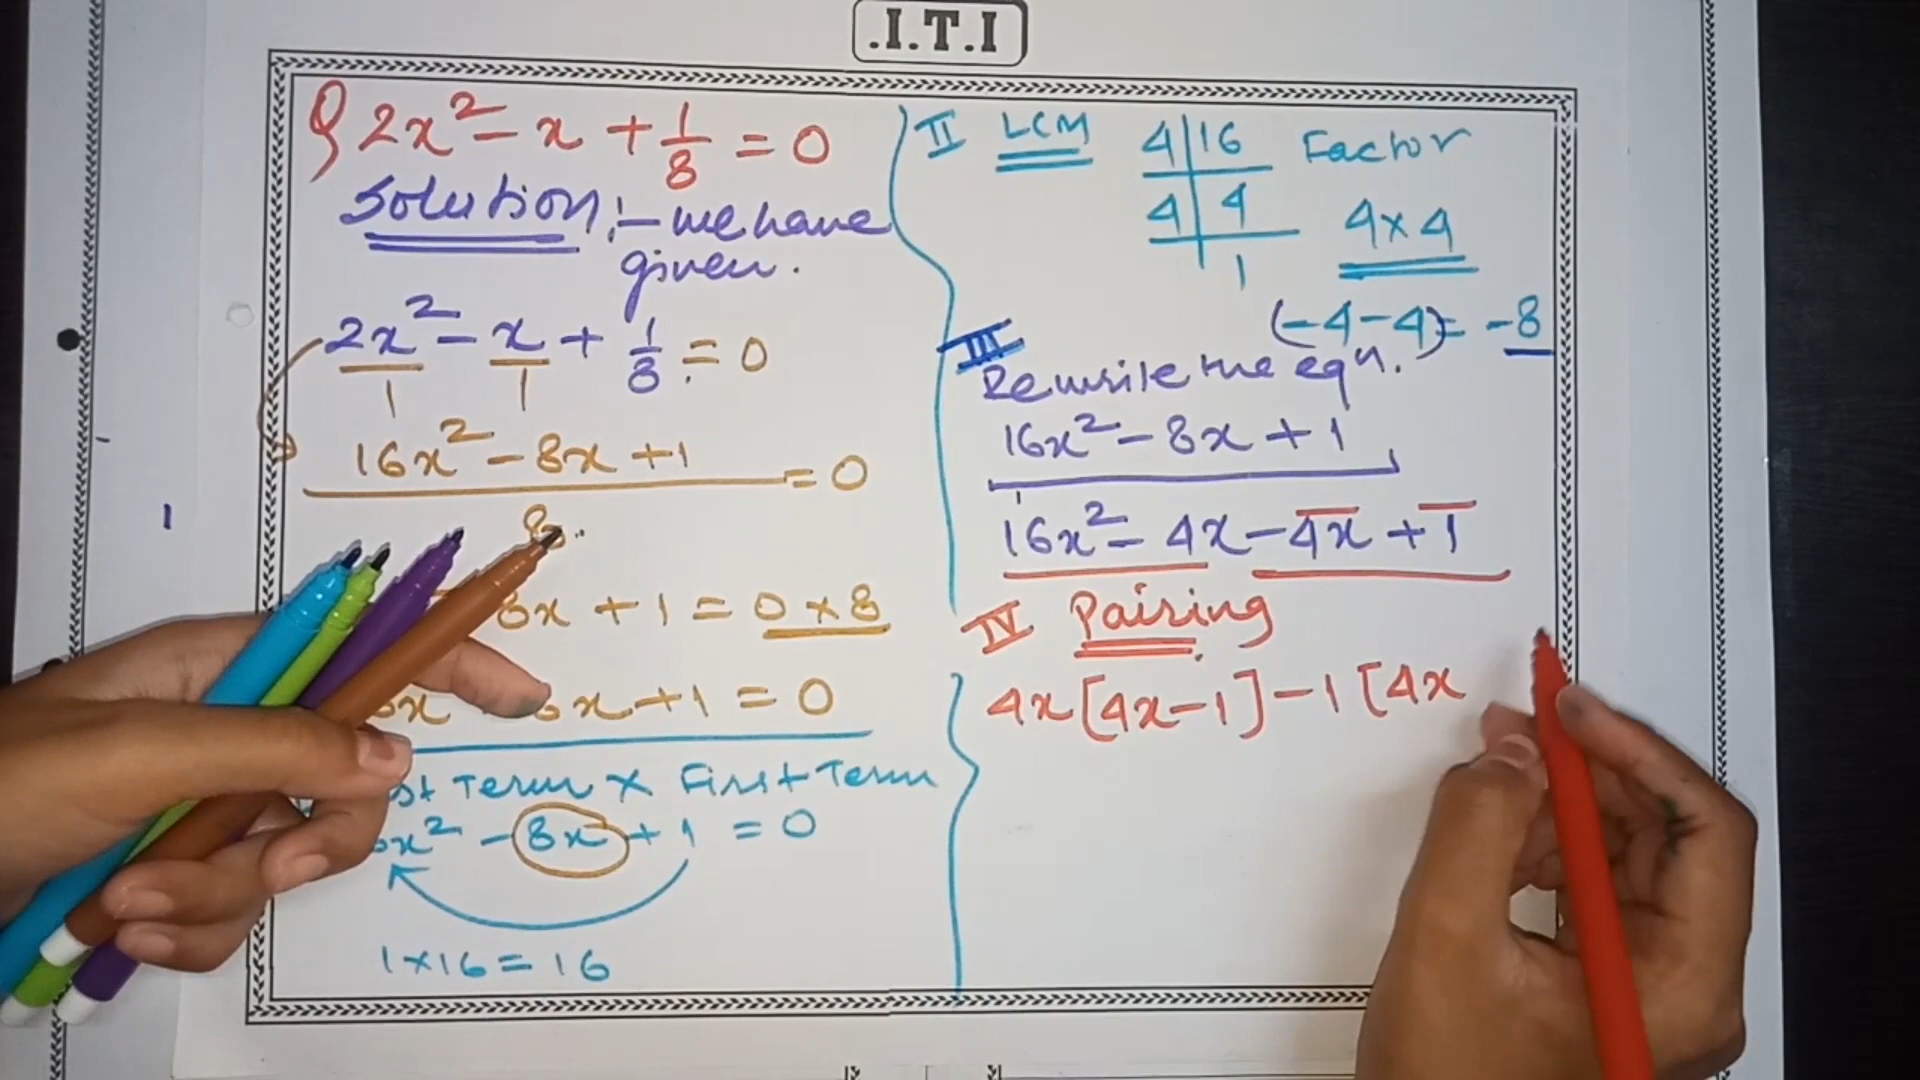 .I.T.I
Q 2x² - x + 1/8 = 0
Solution :- we have
given.
2x²/1 - x/1 + 1/8 = 0
16x² - 8x + 1 / 8 = 0
8x + 1 = 0 × 8
x + 1 = 0
Term × First Term
x² - 8x + 1 = 0
1×16 = 16
II LCM 4 | 16 Factor
4 | 4 4×4
1
(-4-4) = -8
III
Rewrite the eqn.
16x² - 8x + 1
16x² - 4x - 4x + 1
IV Pairing
4x[4x-1] -1 [4x